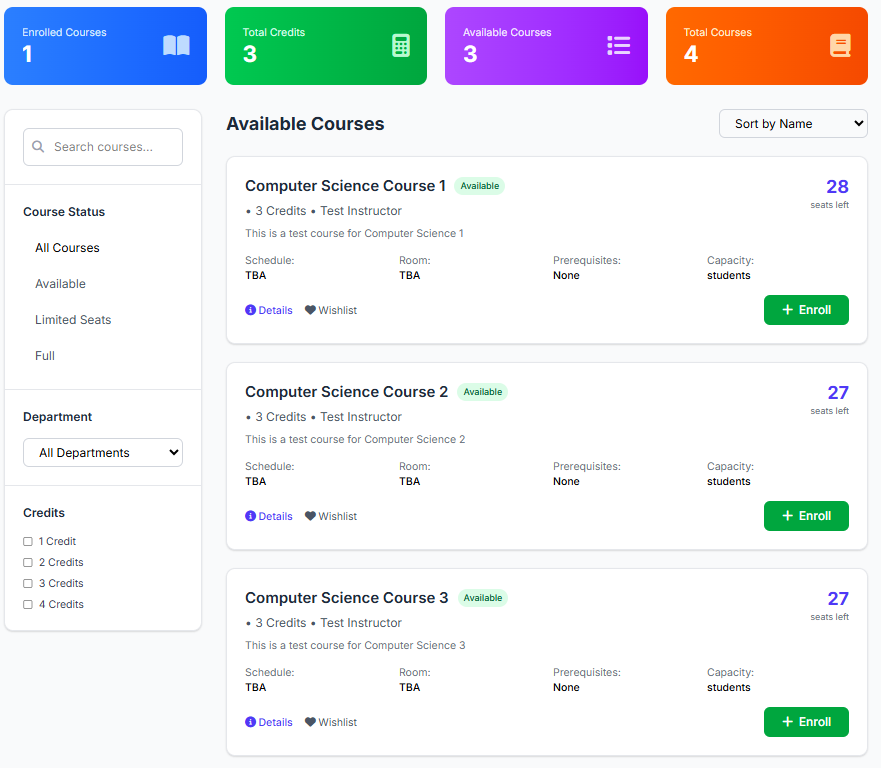 Enrolled Courses
1
Total Credits
3
Available Courses
3
Total Courses
4
Search courses...
Course Status
All Courses
Available
Limited Seats
Full
Department
All Departments
Credits
1 Credit
2 Credits
3 Credits
4 Credits
Available Courses
Sort by Name
Computer Science Course 1 Available
28
seats left
• 3 Credits • Test Instructor
This is a test course for Computer Science 1
Schedule: Room: Prerequisites: Capacity:
TBA TBA None students
Details Wishlist + Enroll
Computer Science Course 2 Available
27
seats left
• 3 Credits • Test Instructor
This is a test course for Computer Science 2
Schedule: Room: Prerequisites: Capacity:
TBA TBA None students
Details Wishlist + Enroll
Computer Science Course 3 Available
27
seats left
• 3 Credits • Test Instructor
This is a test course for Computer Science 3
Schedule: Room: Prerequisites: Capacity:
TBA TBA None students
Details Wishlist + Enroll